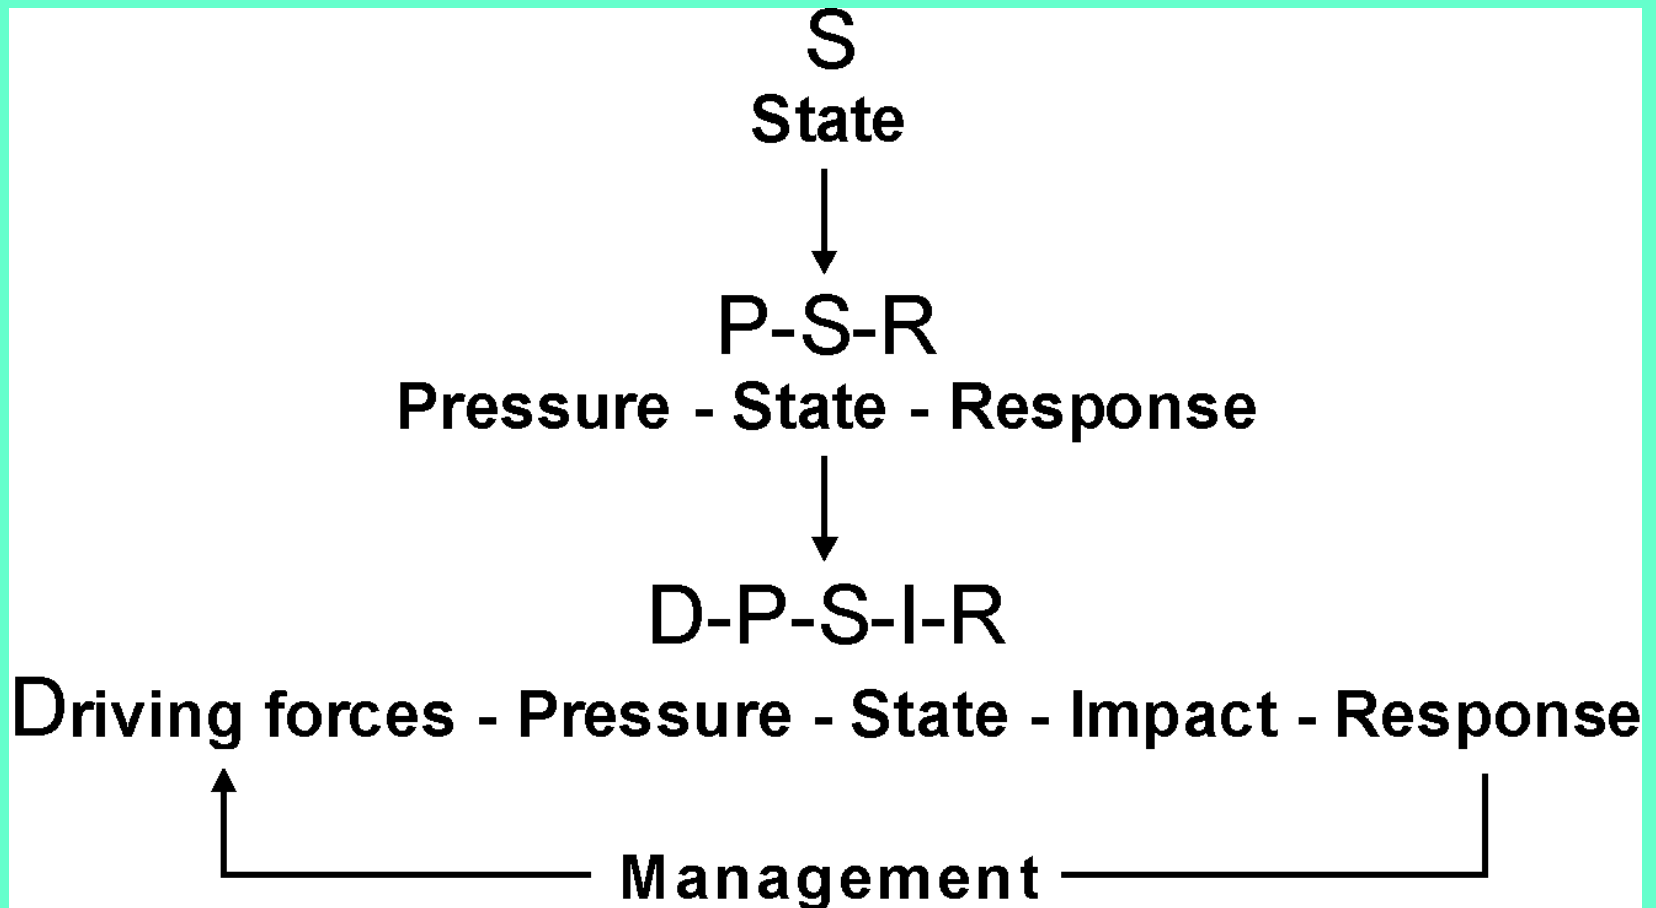 S
State
P-S-R
Pressure - State - Response
D-P-S-I-R
Driving forces - Pressure - State - Impact - Response
Management